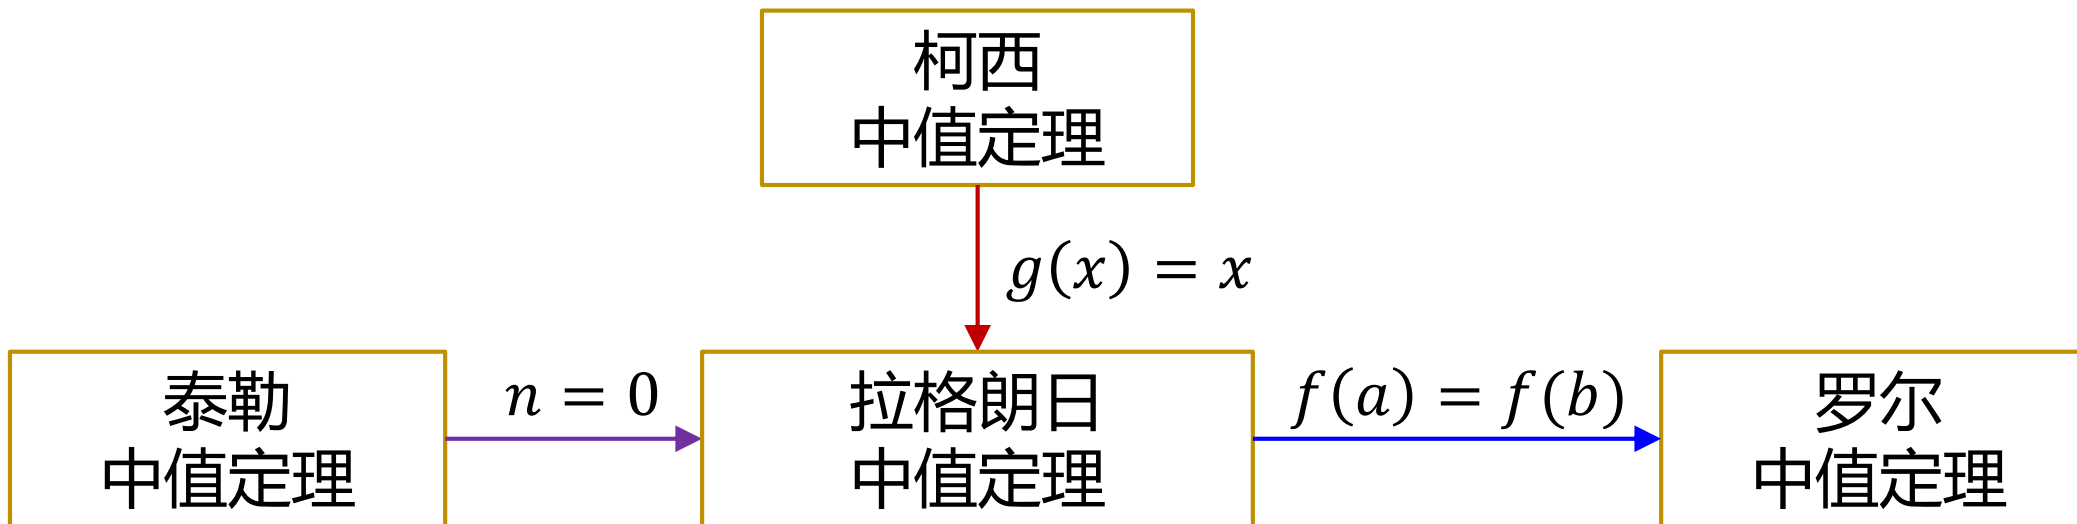 柯西
中值定理
g(x) = x
泰勒
中值定理
n = 0
拉格朗日
中值定理
f(a) = f(b)
罗尔
中值定理